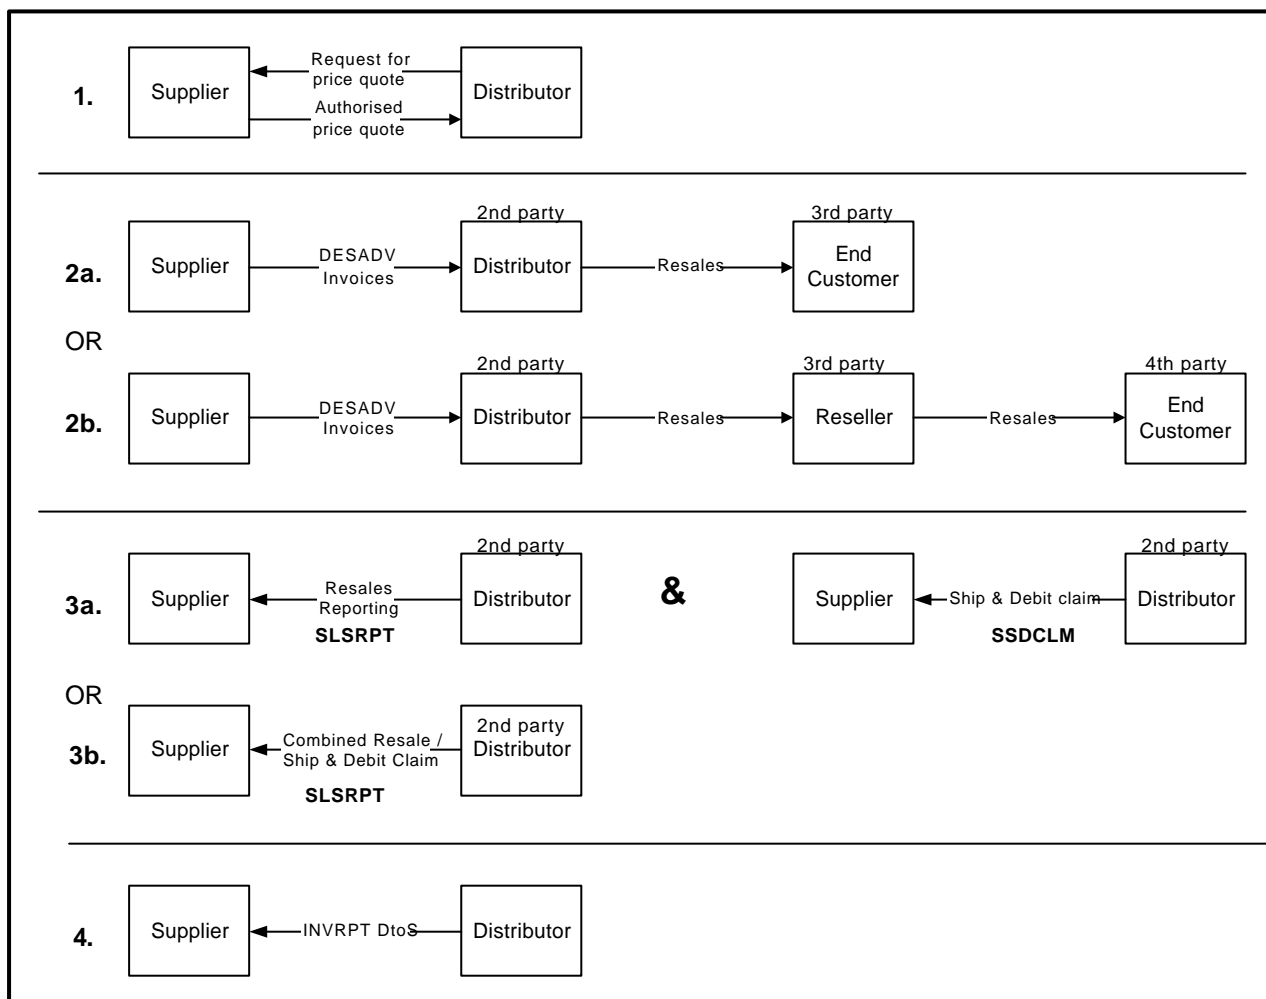 1.
Supplier
Request for
price quote
Authorised
price quote
Distributor
2a.
Supplier
DESADV
Invoices
2nd party
Distributor
Resales
3rd party
End
Customer
OR
2b.
Supplier
DESADV
Invoices
2nd party
Distributor
Resales
3rd party
Reseller
Resales
4th party
End
Customer
3a.
Supplier
Resales
Reporting
SLSRPT
2nd party
Distributor
&
Supplier
Ship & Debit claim
SSDCLM
2nd party
Distributor
OR
3b.
Supplier
Combined Resale /
Ship & Debit Claim
SLSRPT
2nd party
Distributor
4.
Supplier
INVRPT DtoS
Distributor